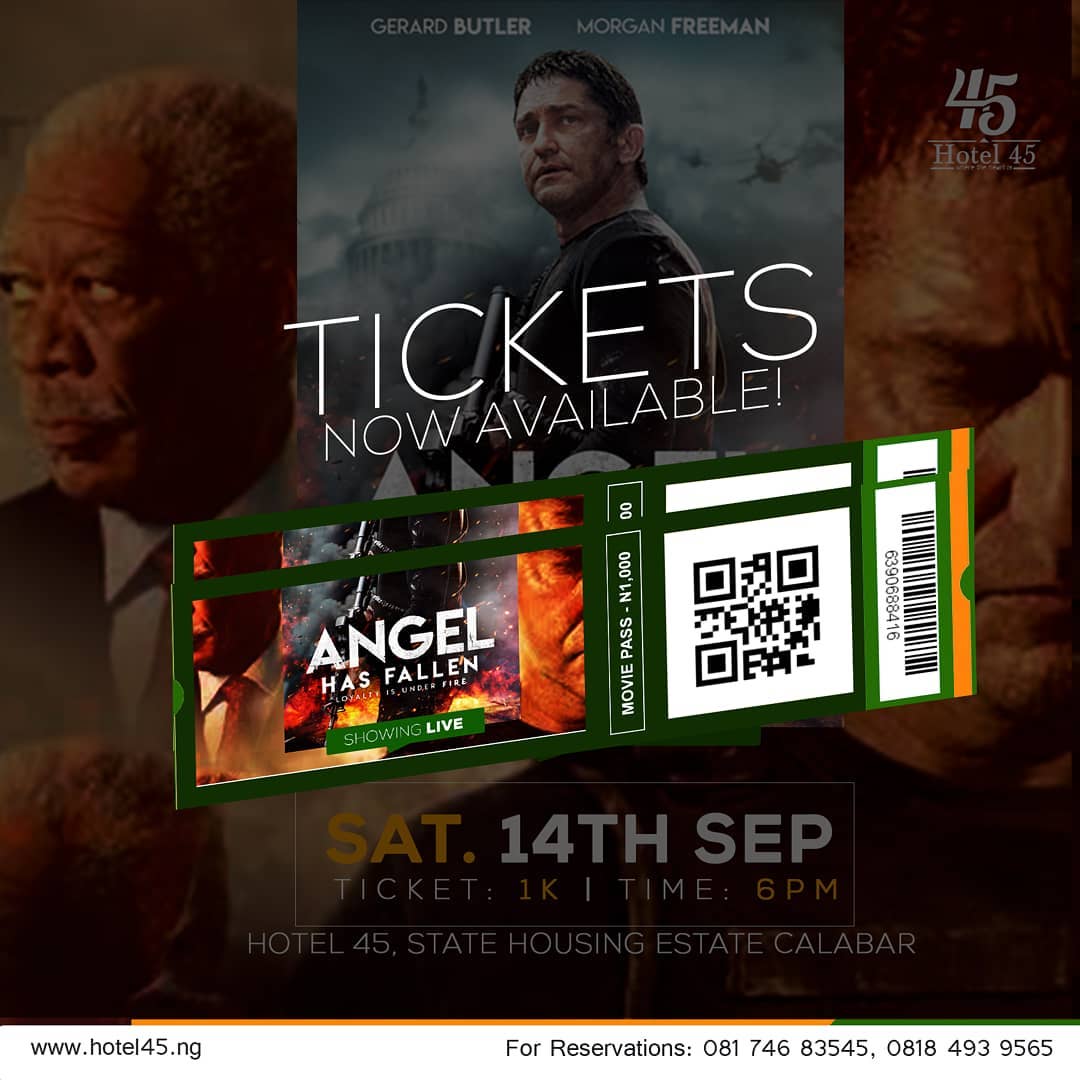 GERARD BUTLER MORGAN FREEMAN
45
Hotel 45
TICKETS
NOW AVAILABLE!
ANGEL
00
MOVIE PASS - N1,000
6390688416
ANGEL
HAS FALLEN
LOYALTY IS UNDER FIRE
SHOWING LIVE
SAT. 14TH SEP
TICKET: 1K | TIME: 6PM
HOTEL 45, STATE HOUSING ESTATE CALABAR
www.hotel45.ng
For Reservations: 081 746 83545, 0818 493 9565